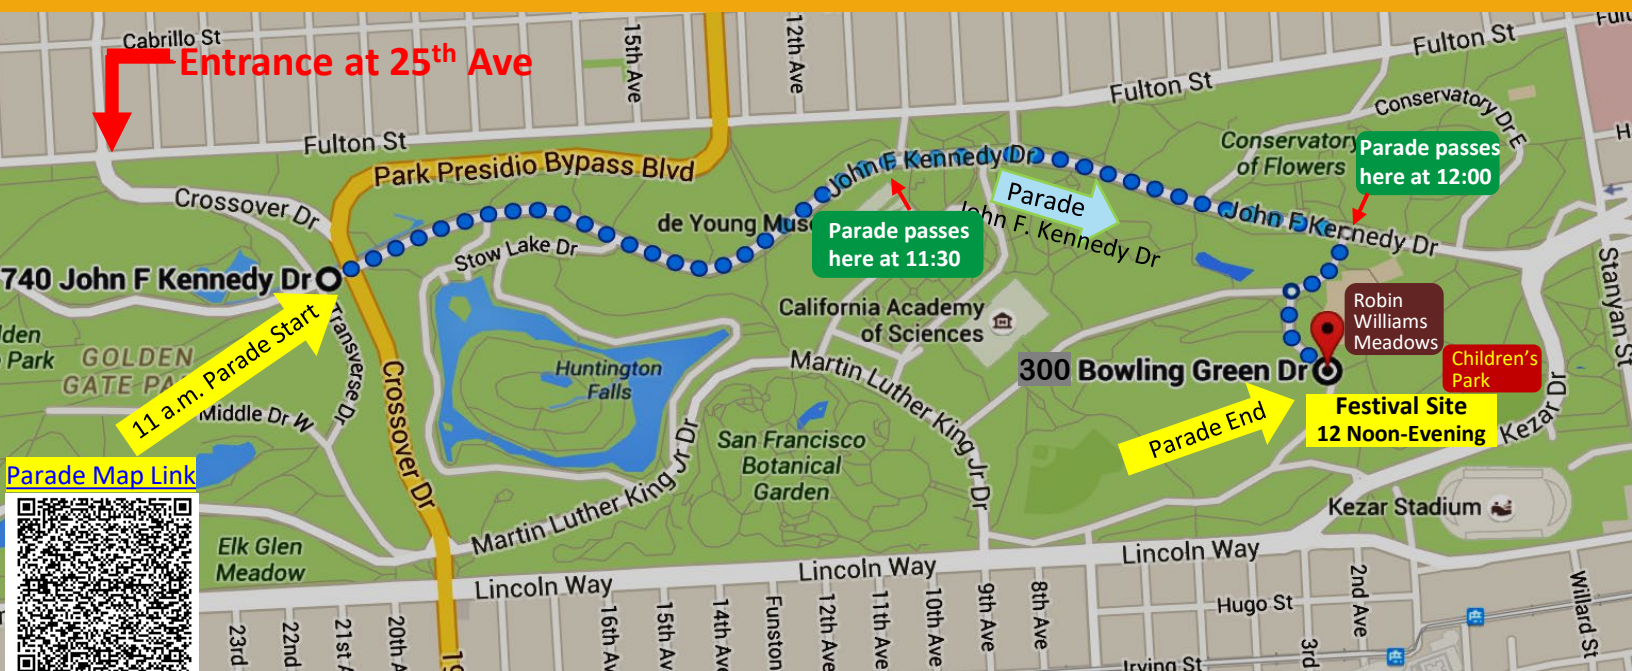 Cabrillo St
Entrance at 25th Ave
15th Ave
12th Ave
Fulton St
Fulton St
Fulton St
Conservatory Dr E
Park Presidio Bypass Blvd
Crossover Dr
John F Kennedy Dr
Conservatory
of Flowers
Parade passes
here at 12:00
Parade
John F. Kennedy Dr
de Young
Parade passes
here at 11:30
John F Kennedy Dr
Stow Lake Dr
740 John F Kennedy Dr
11 a.m. Parade Start
Transverse Dr
Crossover Dr
GOLDEN
Park
Huntington
Falls
California Academy
of Sciences
Martin Luther King Jr Dr
300 Bowling Green Dr
Robin
Williams
Meadows
Children's
Park
Stanyan St
Kezar Dr
Festival Site
12 Noon-Evening
Parade End
Middle Dr W
San Francisco
Botanical
Garden
Martin Luther King Jr Dr
Parade Map Link
Kezar Stadium
Elk Glen
Meadow
Lincoln Way
Lincoln Way
Lincoln Way
23rd
22nd
21st
20th
16th Av
15th Av
14th Ave
Funston
12th Ave
11th Ave
10th Ave
9th Ave
8th Ave
Hugo St
2nd Ave
3rd
Willard St
Irving St